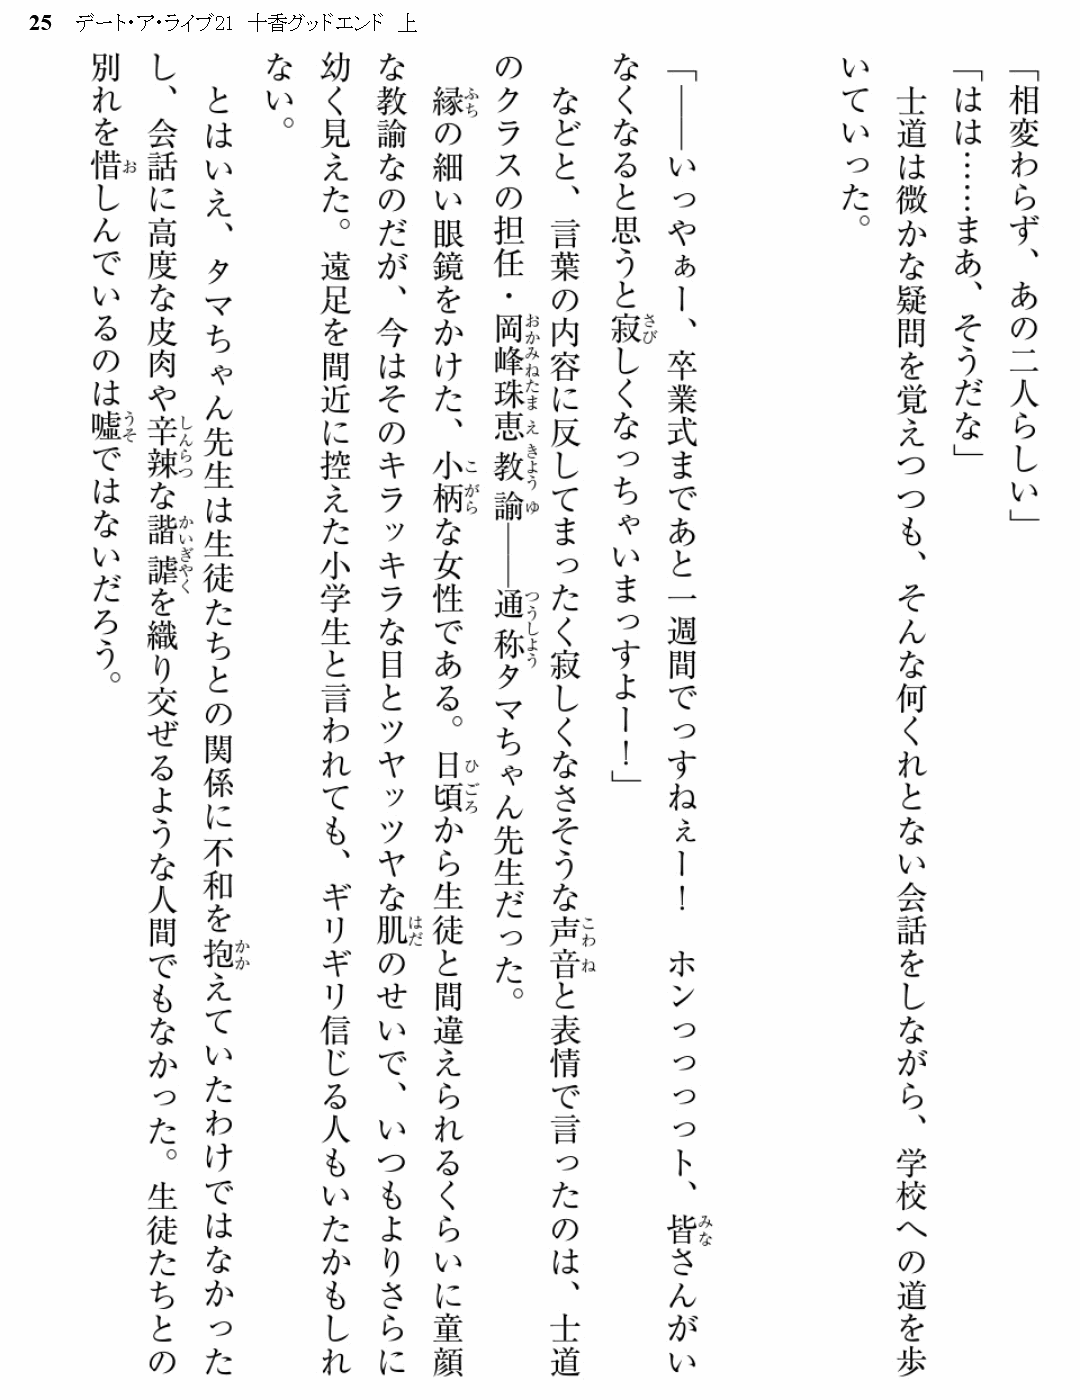 25　デート・ア・ライブ21　十香グッドエンド　上
「相変わらず、あの二人らしい」
「はは……まあ、そうだな」
　士道は微かな疑問を覚えつつも、そんな何くれとない会話をしながら、学校への道を歩
いていった。
「――いっやぁー、卒業式まであと一週間でっすねぇー！　ホンっっっっト、皆さんがい
なくなると思うと寂しくなっちゃいまっすよー！」
　などと、言葉の内容に反してまったく寂しくなさそうな声音と表情で言ったのは、士道
のクラスの担任・岡峰珠恵教諭――通称タマちゃん先生だった。
　縁の細い眼鏡をかけた、小柄な女性である。日頃から生徒と間違えられるくらいに童顔
な教諭なのだが、今はそのキラッキラな目とツヤッツヤな肌のせいで、いつもよりさらに
幼く見えた。遠足を間近に控えた小学生と言われても、ギリギリ信じる人もいたかもしれ
ない。
　とはいえ、タマちゃん先生は生徒たちとの関係に不和を抱えていたわけではなかった
し、会話に高度な皮肉や辛辣な諧謔を織り交ぜるような人間でもなかった。生徒たちとの
別れを惜しんでいるのは嘘ではないだろう。